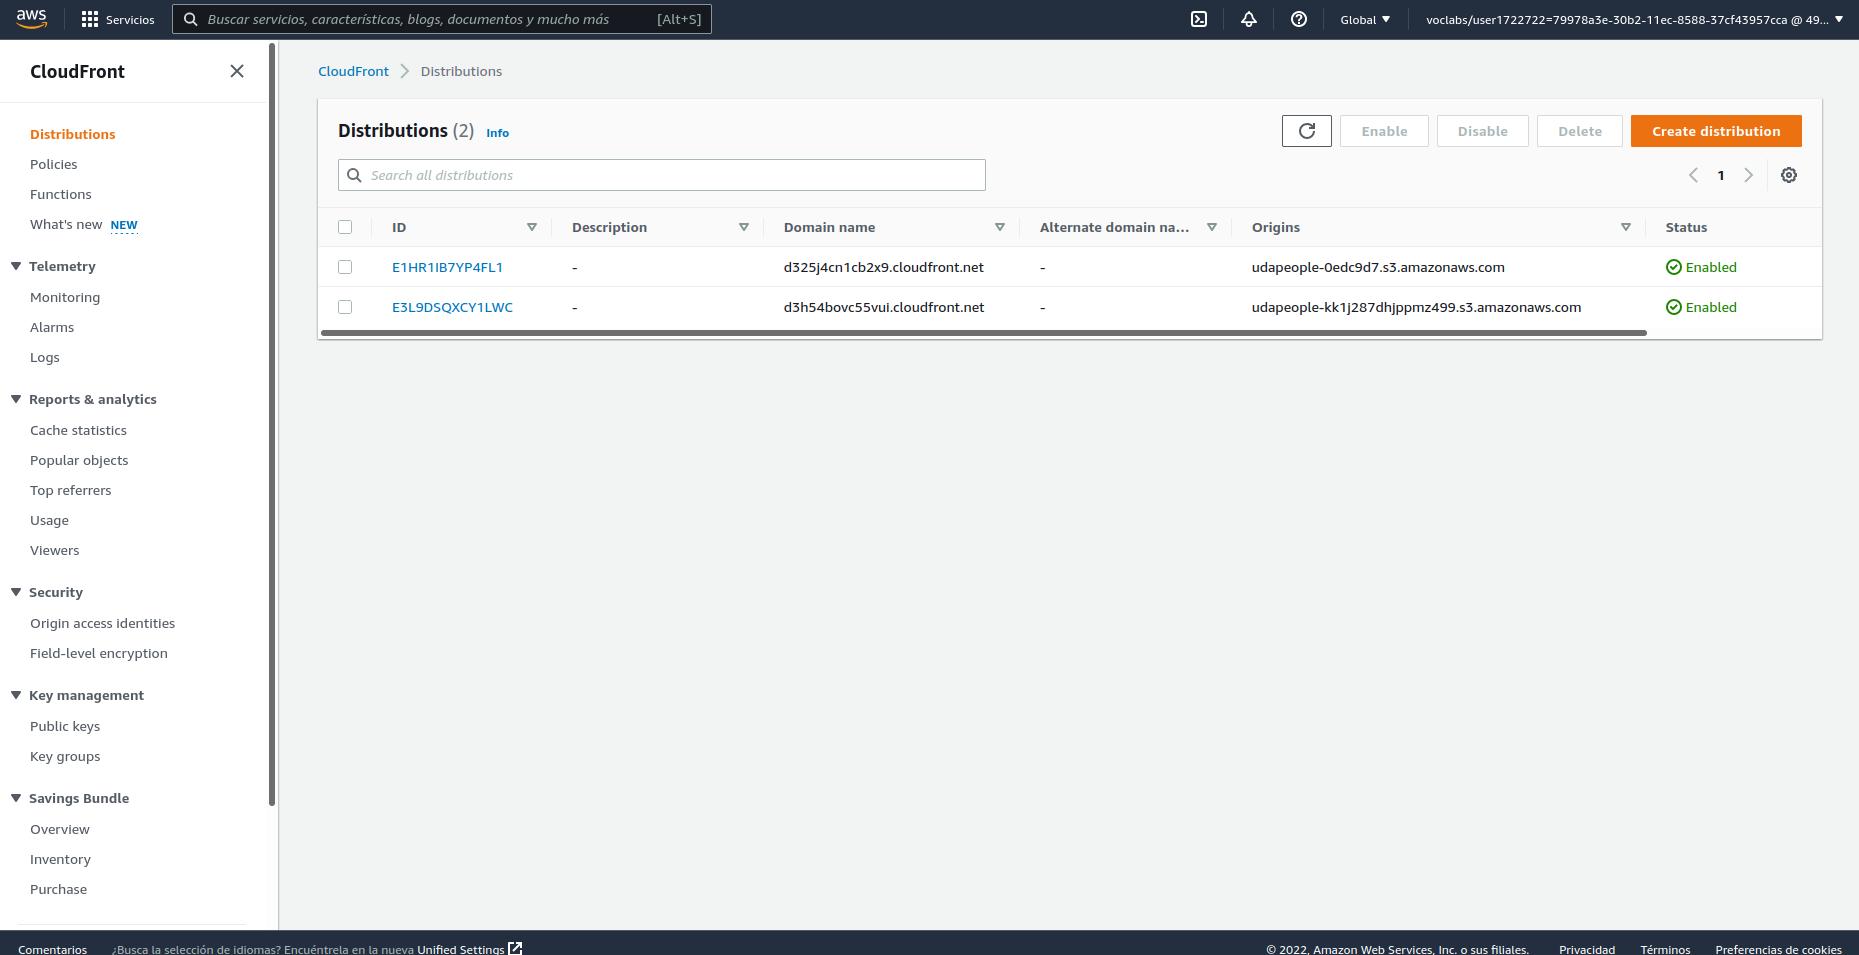 aws
Servicios
Buscar servicios, características, blogs, documentos y mucho más [Alt+S]
Global
voclabs/user1722722=79978a3e-30b2-11ec-8588-37cf43957cca @ 49...
CloudFront
Distributions
Policies
Functions
What's new NEW
Telemetry
Monitoring
Alarms
Logs
Reports & analytics
Cache statistics
Popular objects
Top referrers
Usage
Viewers
Security
Origin access identities
Field-level encryption
Key management
Public keys
Key groups
Savings Bundle
Overview
Inventory
Purchase
CloudFront Distributions
Distributions (2) Info
Enable Disable Delete Create distribution
Search all distributions
1
ID Description Domain name Alternate domain na... Origins Status
E1HR1IB7YP4FL1 - d325j4cn1cb2x9.cloudfront.net - udapeople-0edc9d7.s3.amazonaws.com Enabled
E3L9DSQXCY1LWC - d3h54bovc55vui.cloudfront.net - udapeople-kk1j287dhjppmz499.s3.amazonaws.com Enabled
Comentarios ¿Busca la selección de idiomas? Encuéntrela en la nueva Unified Settings
© 2022, Amazon Web Services, Inc. o sus filiales. Privacidad Términos Preferencias de cookies